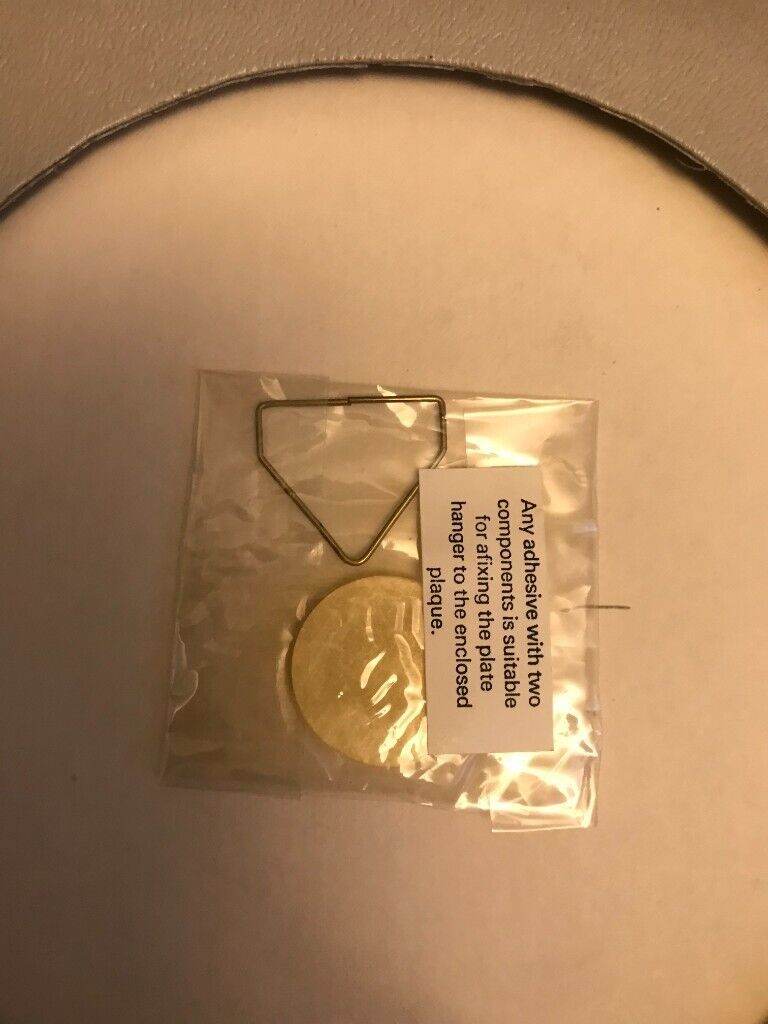 Any adhesive with two
components is suitable
for afixing the plate
hanger to the enclosed
plaque.